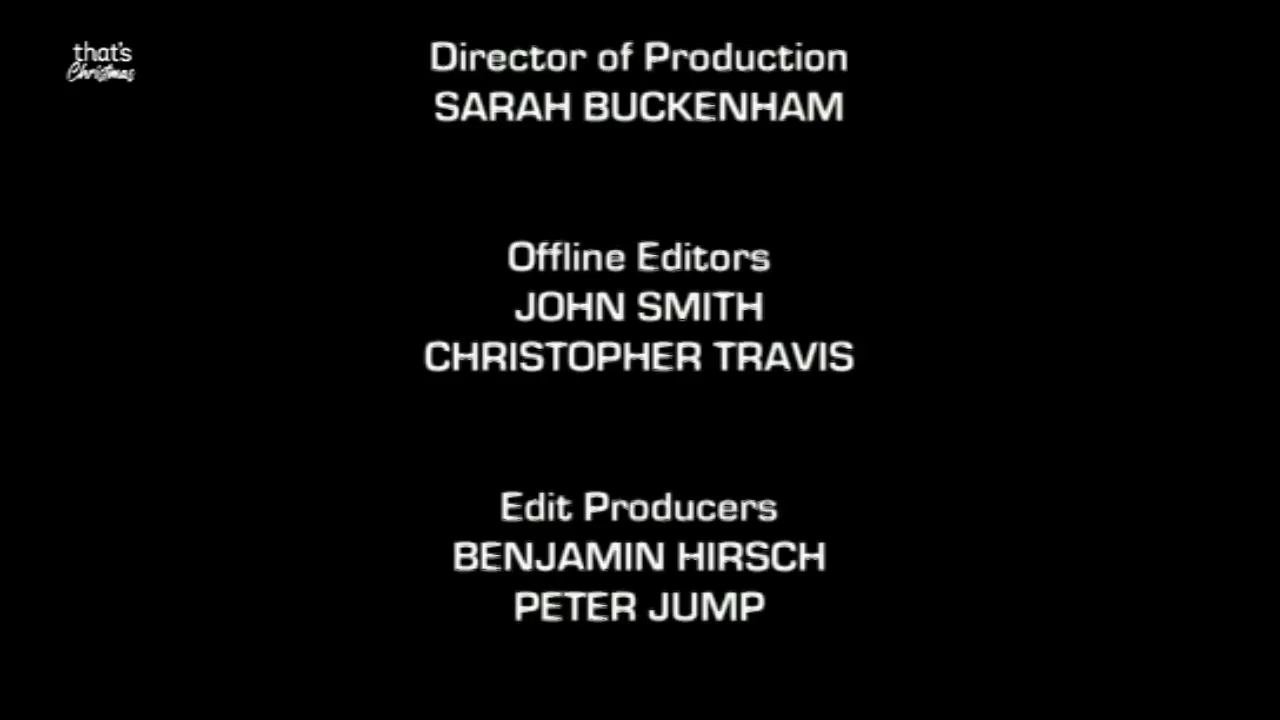 that's
Christmas
Director of Production
SARAH BUCKENHAM
Offline Editors
JOHN SMITH
CHRISTOPHER TRAVIS
Edit Producers
BENJAMIN HIRSCH
PETER JUMP